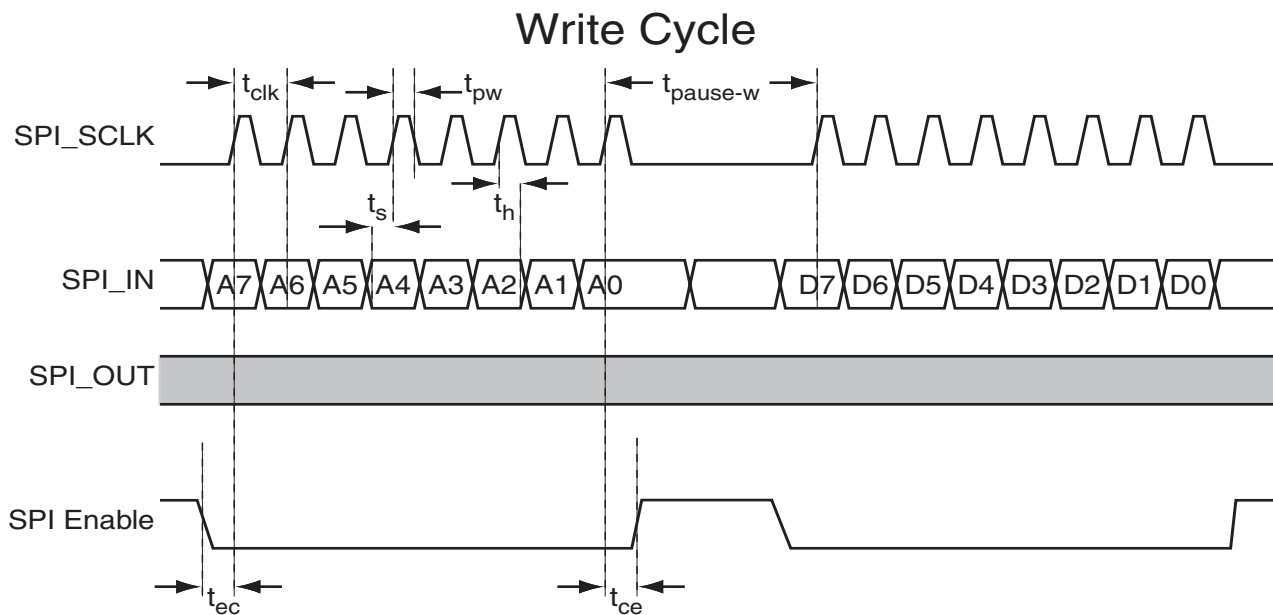 Write Cycle
t_clk t_pw t_pause-w
SPI_SCLK
t_s t_h
SPI_IN A7 A6 A5 A4 A3 A2 A1 A0 D7 D6 D5 D4 D3 D2 D1 D0
SPI_OUT
SPI Enable
t_ec t_ce